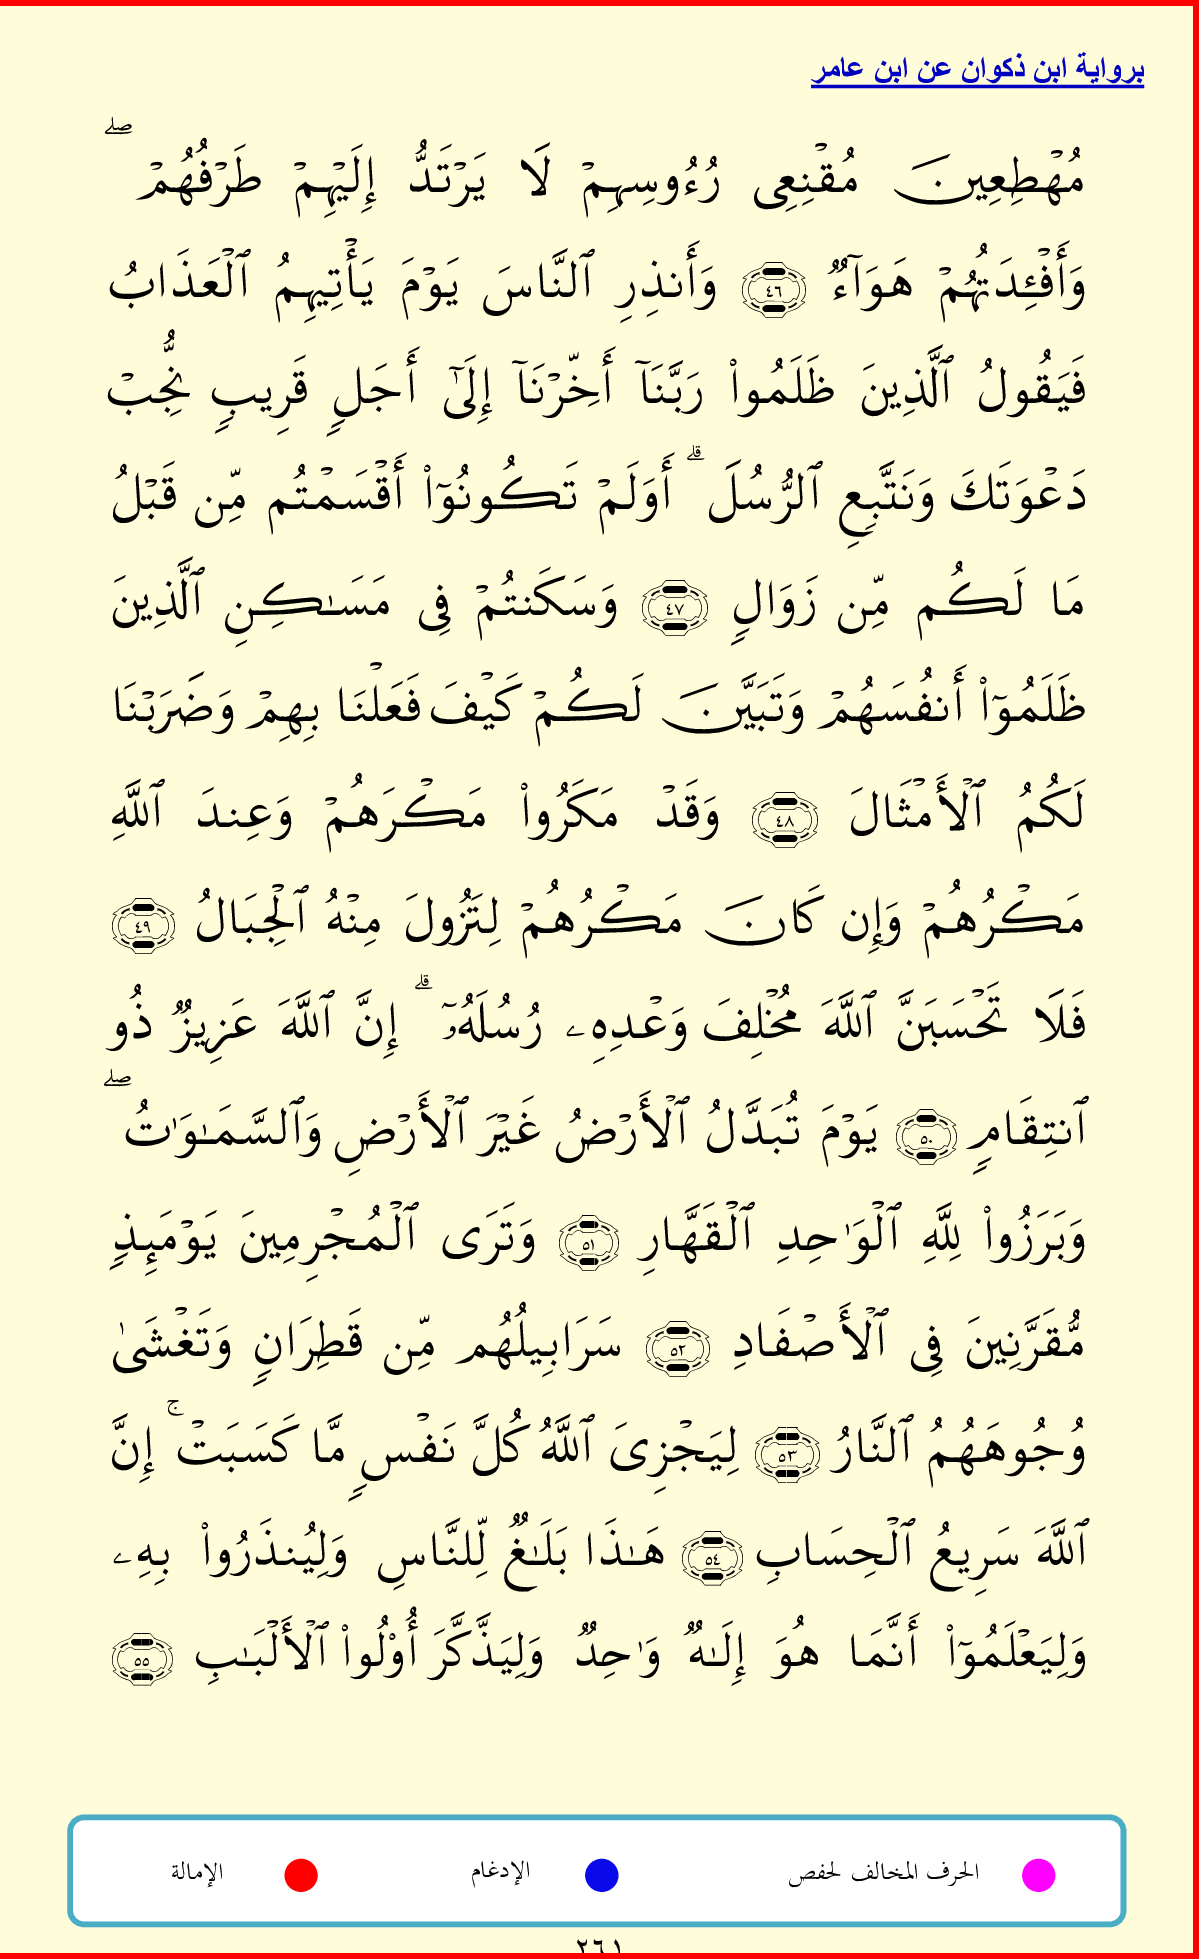 برواية ابن ذكوان عن ابن عامر
مُهْطِعِينَ مُقْنِعِى رُءُوسِهِمْ لَا يَرْتَدُّ إِلَيْهِمْ طَرْفُهُمْ ۖ
وَأَفْـِٔدَتُهُمْ هَوَآءٌ ٤٦ وَأَنذِرِ ٱلنَّاسَ يَوْمَ يَأْتِيهِمُ ٱلْعَذَابُ
فَيَقُولُ ٱلَّذِينَ ظَلَمُوا۟ رَبَّنَآ أَخِّرْنَآ إِلَىٰٓ أَجَلٍ قَرِيبٍ نُّجِبْ
دَعْوَتَكَ وَنَتَّبِعِ ٱلرُّسُلَ ۗ أَوَلَمْ تَكُونُوٓا۟ أَقْسَمْتُم مِّن قَبْلُ
مَا لَكُم مِّن زَوَالٍ ٤٧ وَسَكَنتُمْ فِى مَسَـٰكِنِ ٱلَّذِينَ
ظَلَمُوٓا۟ أَنفُسَهُمْ وَتَبَيَّنَ لَكُمْ كَيْفَ فَعَلْنَا بِهِمْ وَضَرَبْنَا
لَكُمُ ٱلْأَمْثَالَ ٤٨ وَقَدْ مَكَرُوا۟ مَكْرَهُمْ وَعِندَ ٱللَّهِ
مَكْرُهُمْ وَإِن كَانَ مَكْرُهُمْ لِتَزُولَ مِنْهُ ٱلْجِبَالُ ٤٩
فَلَا تَحْسَبَنَّ ٱللَّهَ مُخْلِفَ وَعْدِهِۦ رُسُلَهُۥٓ ۗ إِنَّ ٱللَّهَ عَزِيزٌ ذُو
ٱنتِقَامٍ ٥٠ يَوْمَ تُبَدَّلُ ٱلْأَرْضُ غَيْرَ ٱلْأَرْضِ وَٱلسَّمَـٰوَٰتُ ۖ
وَبَرَزُوا۟ لِلَّهِ ٱلْوَٰحِدِ ٱلْقَهَّارِ ٥١ وَتَرَى ٱلْمُجْرِمِينَ يَوْمَئِذٍ
مُّقَرَّنِينَ فِى ٱلْأَصْفَادِ ٥٢ سَرَابِيلُهُم مِّن قَطِرَانٍ وَتَغْشَىٰ
وُجُوهَهُمُ ٱلنَّارُ ٥٣ لِيَجْزِىَ ٱللَّهُ كُلَّ نَفْسٍ مَّا كَسَبَتْ ۚ إِنَّ
ٱللَّهَ سَرِيعُ ٱلْحِسَابِ ٥٤ هَـٰذَا بَلَـٰغٌ لِّلنَّاسِ وَلِيُنذَرُوا۟ بِهِۦ
وَلِيَعْلَمُوٓا۟ أَنَّمَا هُوَ إِلَـٰهٌ وَٰحِدٌ وَلِيَذَّكَّرَ أُو۟لُوا۟ ٱلْأَلْبَـٰبِ ٥٥
الحرف المخالف لحفص الإدغام الإمالة
٢٦١